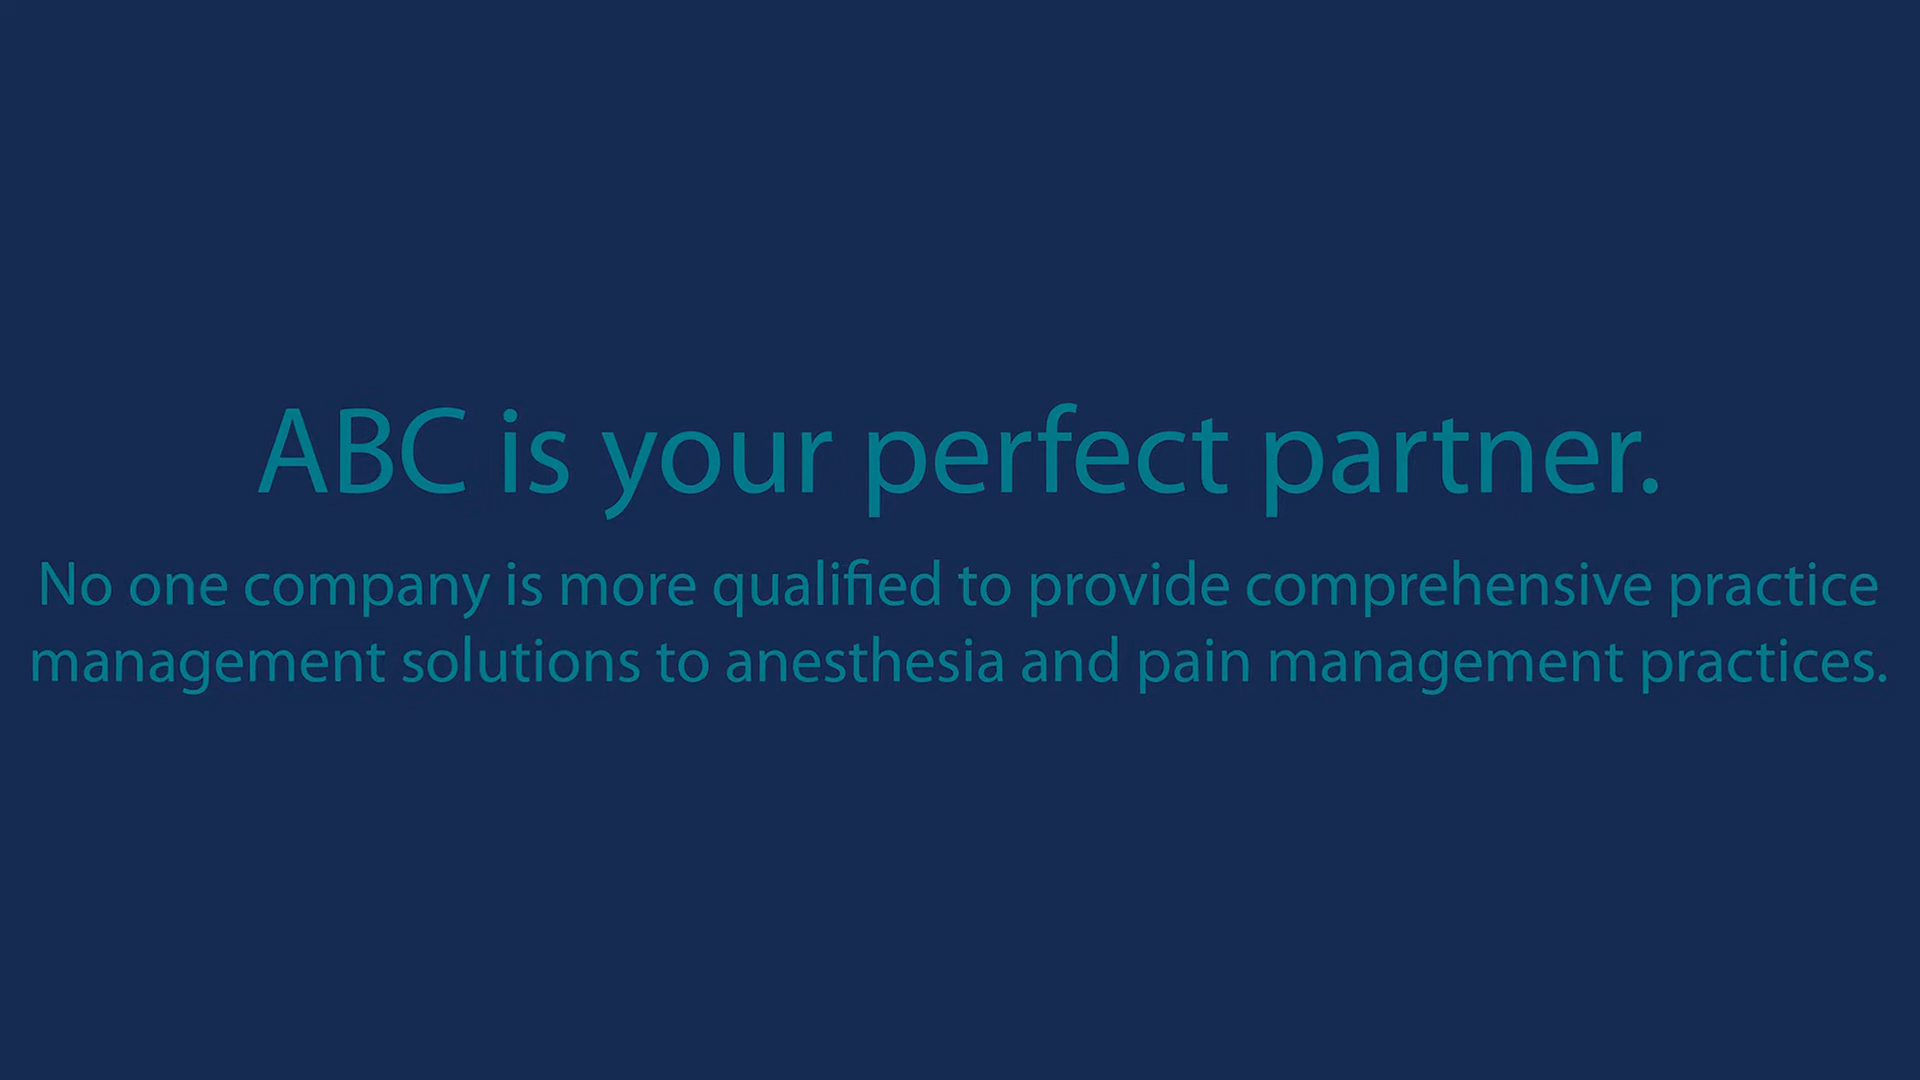 ABC is your perfect partner.
No one company is more qualified to provide comprehensive practice
management solutions to anesthesia and pain management practices.